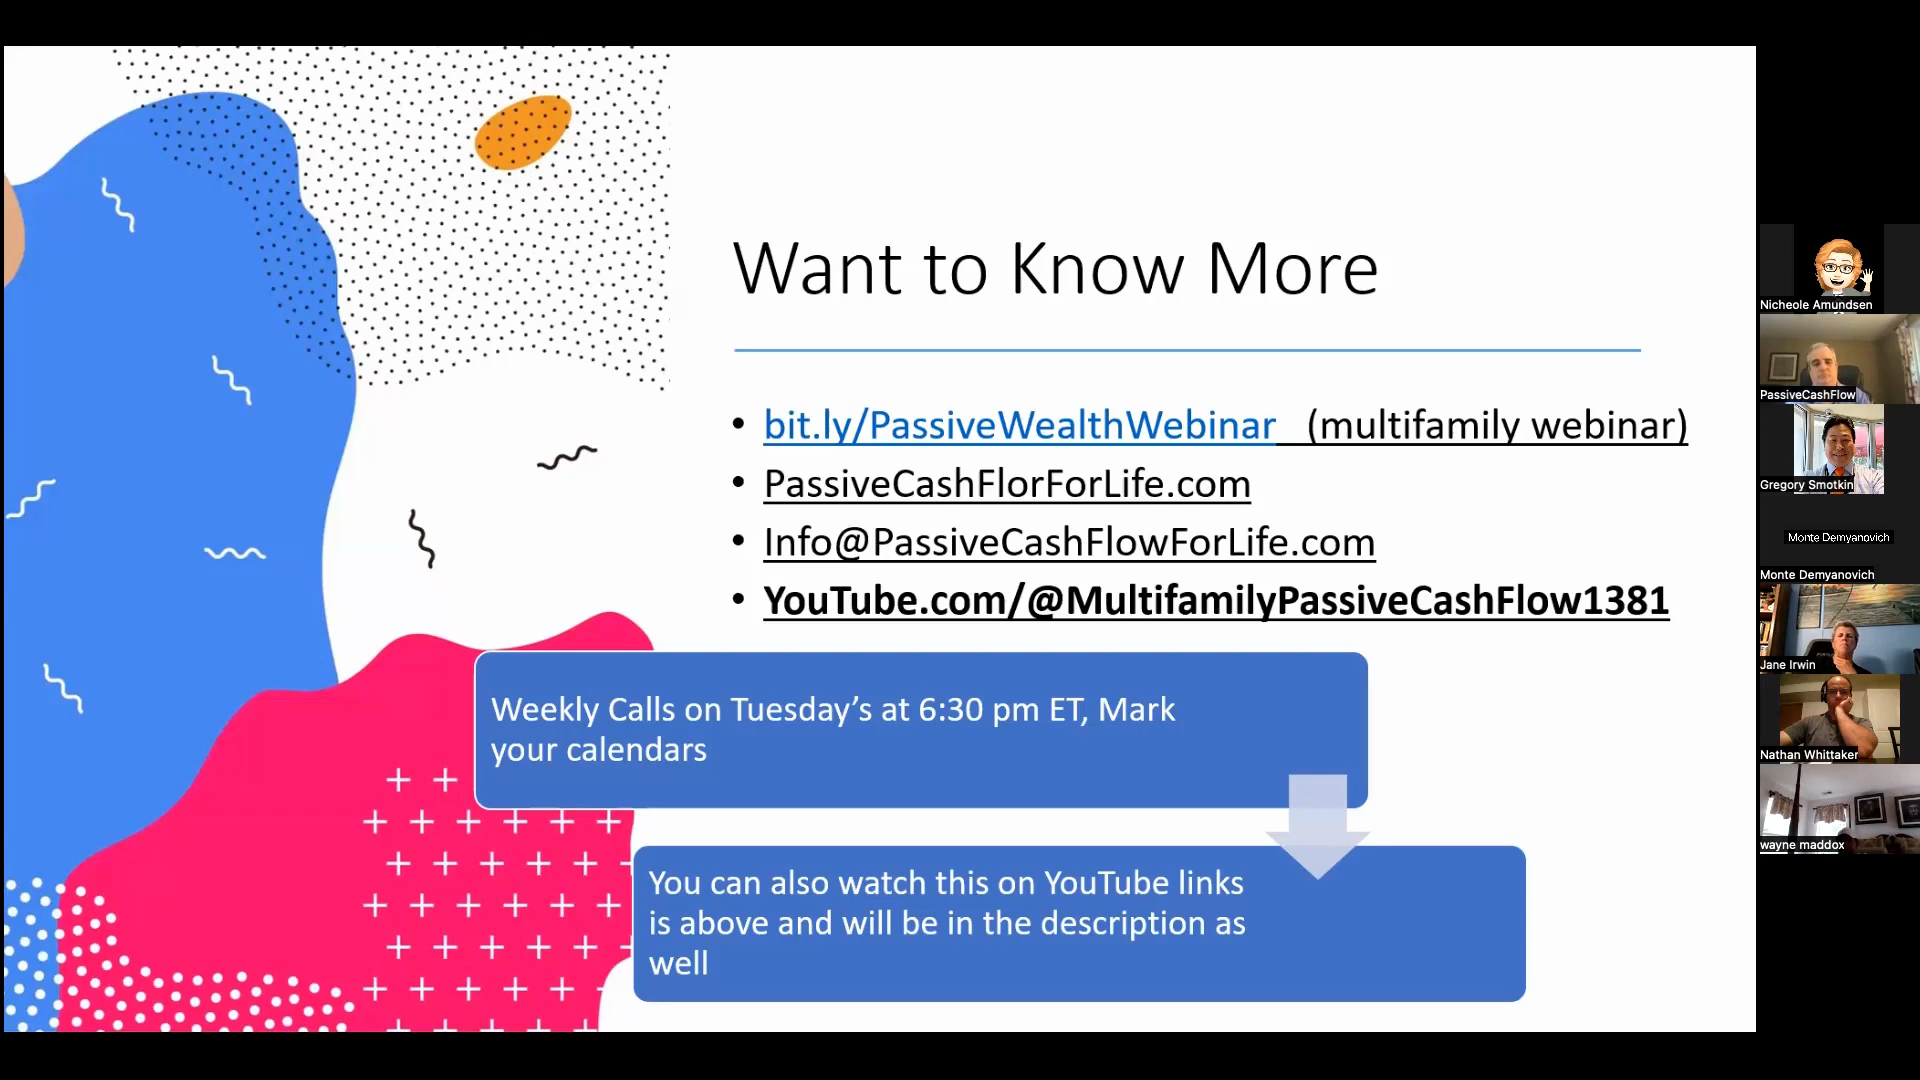 Want to Know More
bit.ly/PassiveWealthWebinar (multifamily webinar)
PassiveCashFlorForLife.com
Info@PassiveCashFlowForLife.com
YouTube.com/@MultifamilyPassiveCashFlow1381
Weekly Calls on Tuesday’s at 6:30 pm ET, Mark
your calendars
You can also watch this on YouTube links
is above and will be in the description as
well
Nicheole Amundsen
PassiveCashFlow
Gregory Smotkin
Monte Demyanovich
Monte Demyanovich
Jane Irwin
Nathan Whittaker
wayne maddox